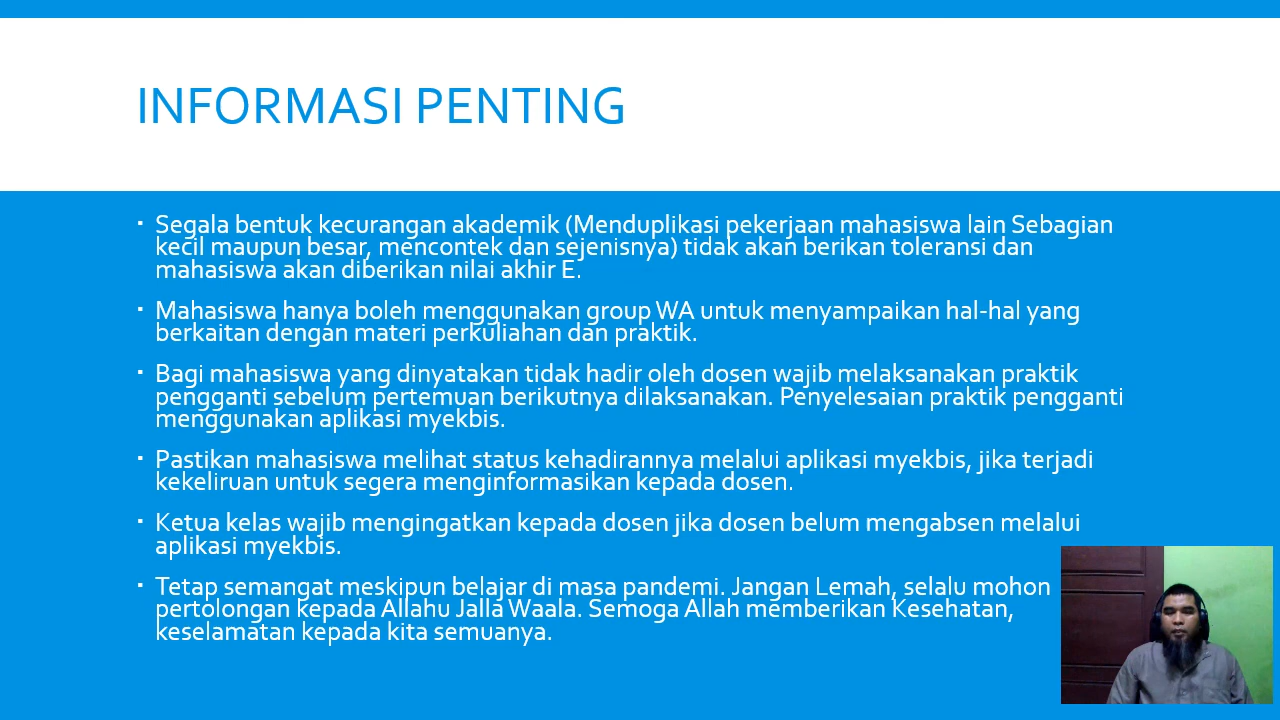 INFORMASI PENTING
Segala bentuk kecurangan akademik (Menduplikasi pekerjaan mahasiswa lain Sebagian
kecil maupun besar, mencontek dan sejenisnya) tidak akan berikan toleransi dan
mahasiswa akan diberikan nilai akhir E.
Mahasiswa hanya boleh menggunakan group WA untuk menyampaikan hal-hal yang
berkaitan dengan materi perkuliahan dan praktik.
Bagi mahasiswa yang dinyatakan tidak hadir oleh dosen wajib melaksanakan praktik
pengganti sebelum pertemuan berikutnya dilaksanakan. Penyelesaian praktik pengganti
menggunakan aplikasi myekbis.
Pastikan mahasiswa melihat status kehadirannya melalui aplikasi myekbis, jika terjadi
kekeliruan untuk segera menginformasikan kepada dosen.
Ketua kelas wajib mengingatkan kepada dosen jika dosen belum mengabsen melalui
aplikasi myekbis.
Tetap semangat meskipun belajar di masa pandemi. Jangan Lemah, selalu mohon
pertolongan kepada Allahu Jalla Waala. Semoga Allah memberikan Kesehatan,
keselamatan kepada kita semuanya.